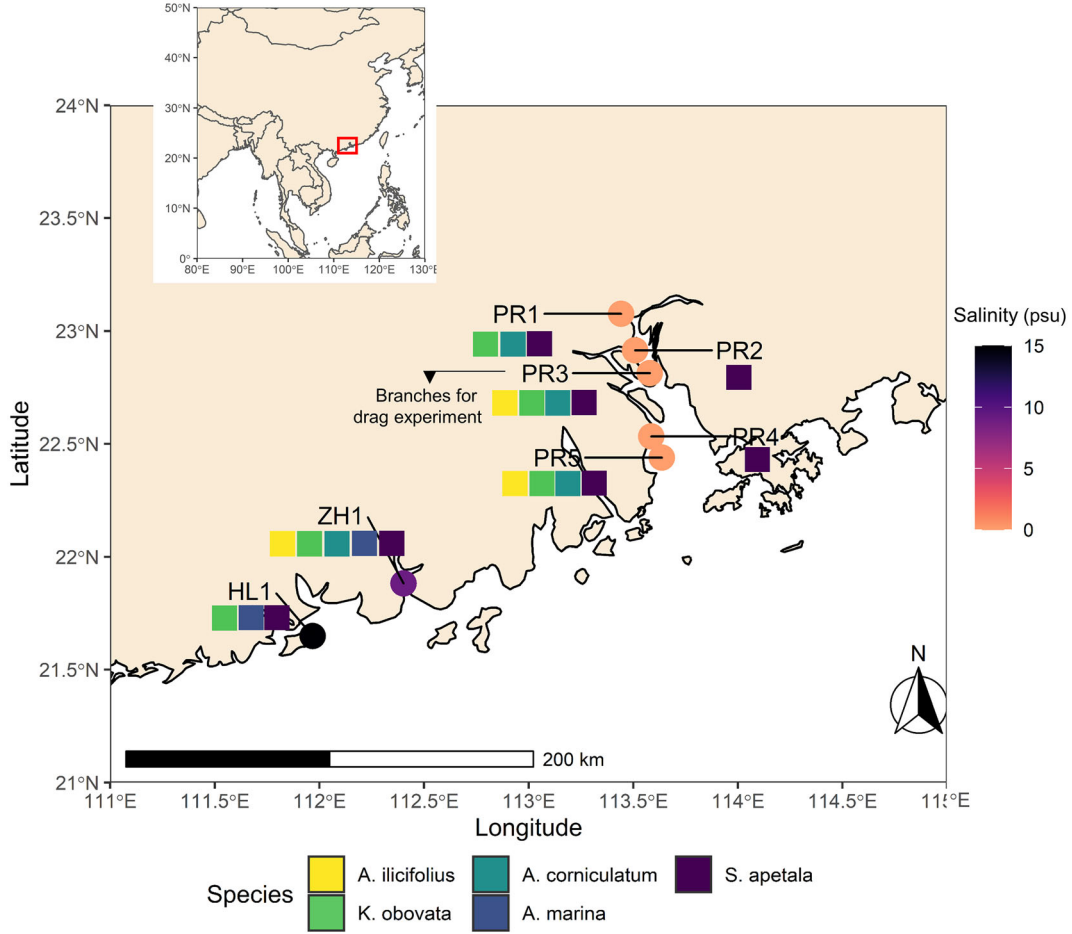 50°N
40°N
30°N
20°N
10°N
0°
80°E 90°E 100°E 110°E 120°E 130°E
24°N
23.5°N
23°N
22.5°N
22°N
21.5°N
21°N
Latitude
PR1
PR2
PR3
Branches for
drag experiment
PR4
PR5
ZH1
HL1
N
200 km
111°E 111.5°E 112°E 112.5°E 113°E 113.5°E 114°E 114.5°E 115°E
Longitude
Salinity (psu)
15
10
5
0
Species
A. ilicifolius
A. corniculatum
S. apetala
K. obovata
A. marina